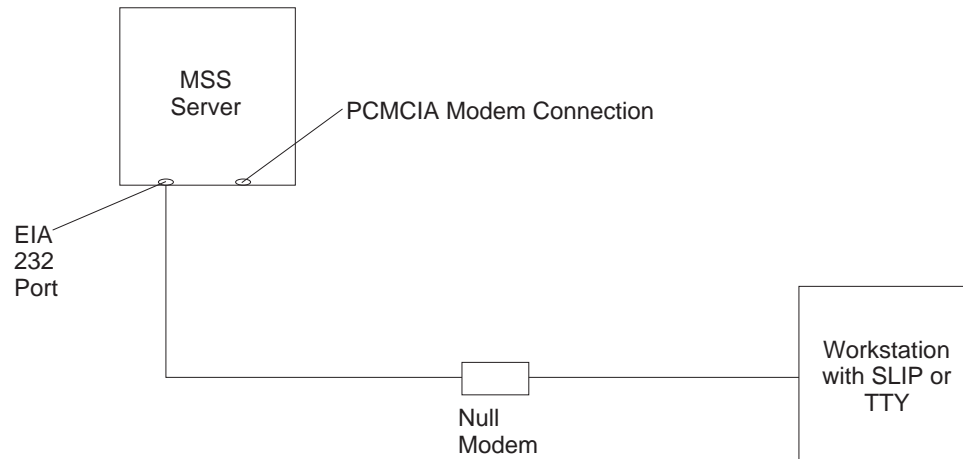 MSS
Server
PCMCIA Modem Connection
EIA
232
Port
Workstation
with SLIP or
TTY
Null
Modem